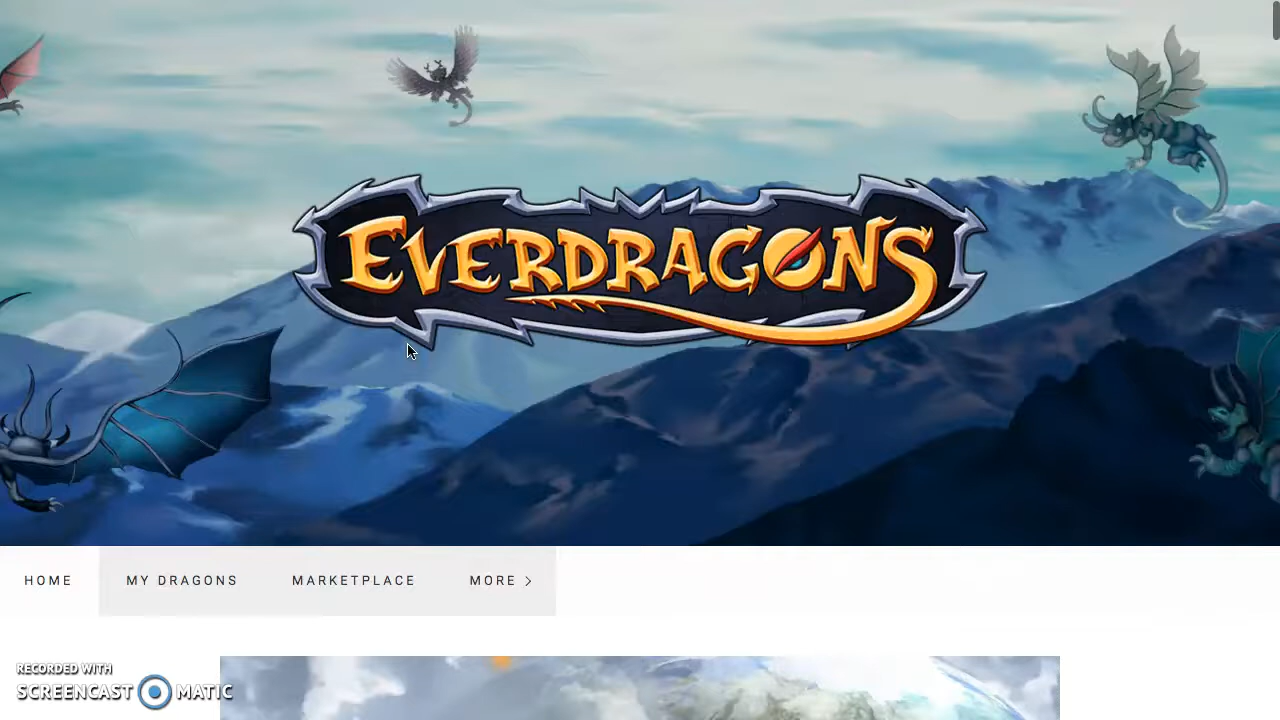 EVERDRAGONS
HOME MY DRAGONS MARKETPLACE MORE >
RECORDED WITH
SCREENCAST MATIC